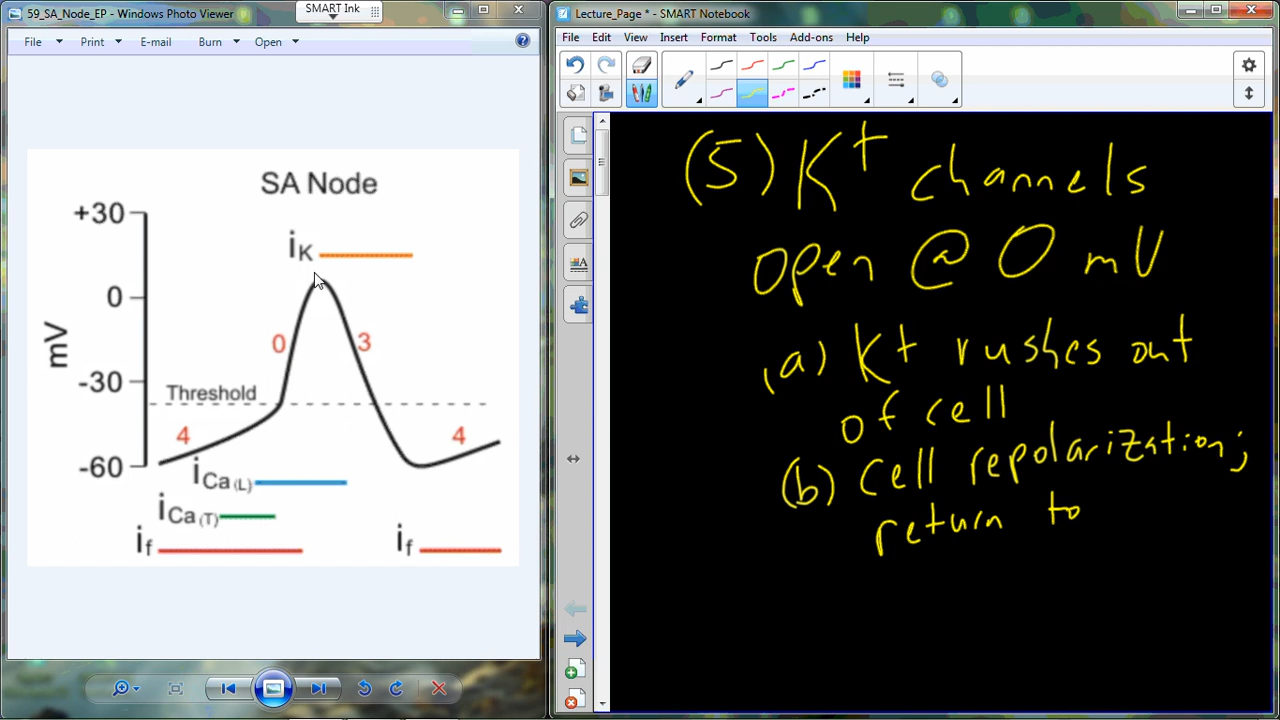 59_SA_Node_EP - Windows Photo Viewer
SMART Ink
File Print E-mail Burn Open
SA Node
+30
0
-30
-60
mV
iK
0
3
Threshold
4
4
iCa(L)
iCa(T)
if
if
Lecture_Page * - SMART Notebook
File Edit View Insert Format Tools Add-ons Help
(5) K+ channels
open @ 0 mV
(a) K+ rushes out
of cell
(b) Cell repolarization;
return to